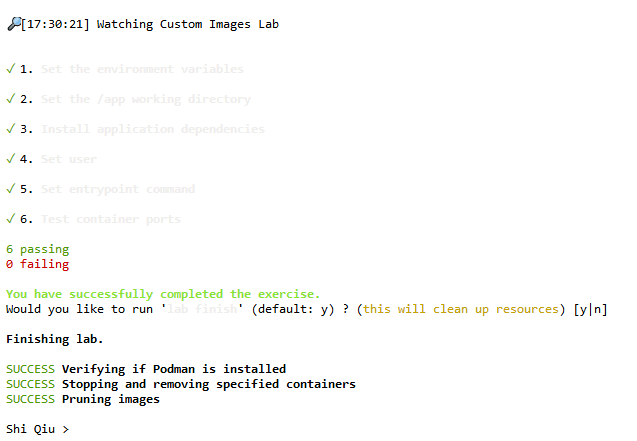 🔎[17:30:21] Watching Custom Images Lab
✓ 1. Set the environment variables
✓ 2. Set the /app working directory
✓ 3. Install application dependencies
✓ 4. Set user
✓ 5. Set entrypoint command
✓ 6. Test container ports
6 passing
0 failing
You have successfully completed the exercise.
Would you like to run 'lab finish' (default: y) ? (this will clean up resources) [y|n]
Finishing lab.
SUCCESS Verifying if Podman is installed
SUCCESS Stopping and removing specified containers
SUCCESS Pruning images
Shi Qiu >